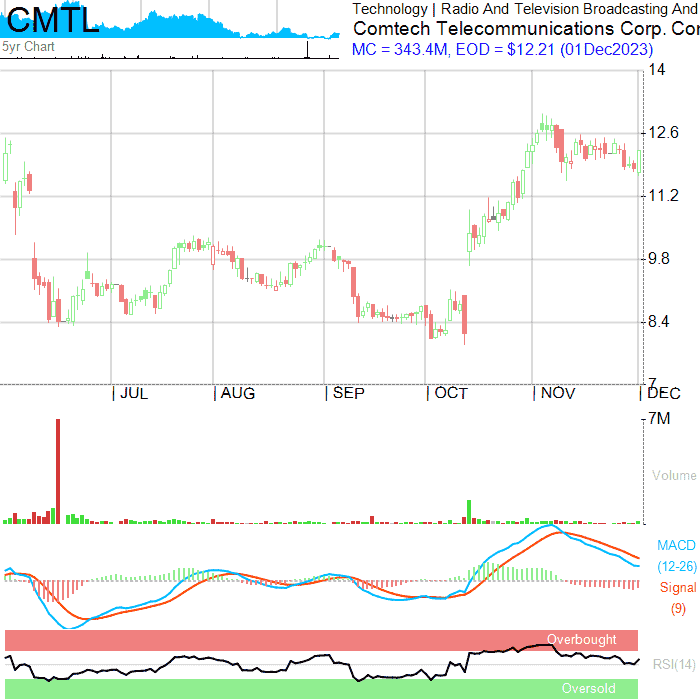 CMTL
5yr Chart
Technology | Radio And Television Broadcasting And
Comtech Telecommunications Corp. Cor
MC = 343.4M, EOD = $12.21 (01Dec2023)
14
12.6
11.2
9.8
8.4
7
JUL
AUG
SEP
OCT
NOV
DEC
7M
Volume
MACD
(12-26)
Signal
(9)
Overbought
RSI(14)
Oversold